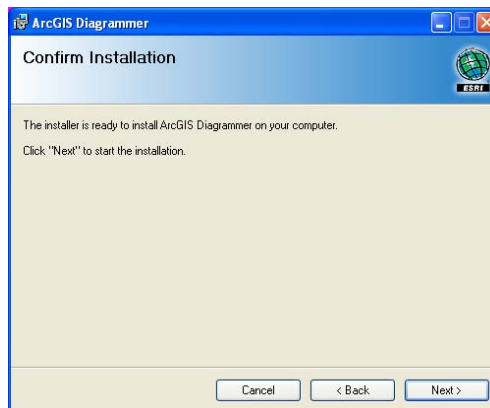 ArcGIS Diagrammer
Confirm Installation
ESRI
The installer is ready to install ArcGIS Diagrammer on your computer.
Click "Next" to start the installation.
Cancel
< Back
Next >